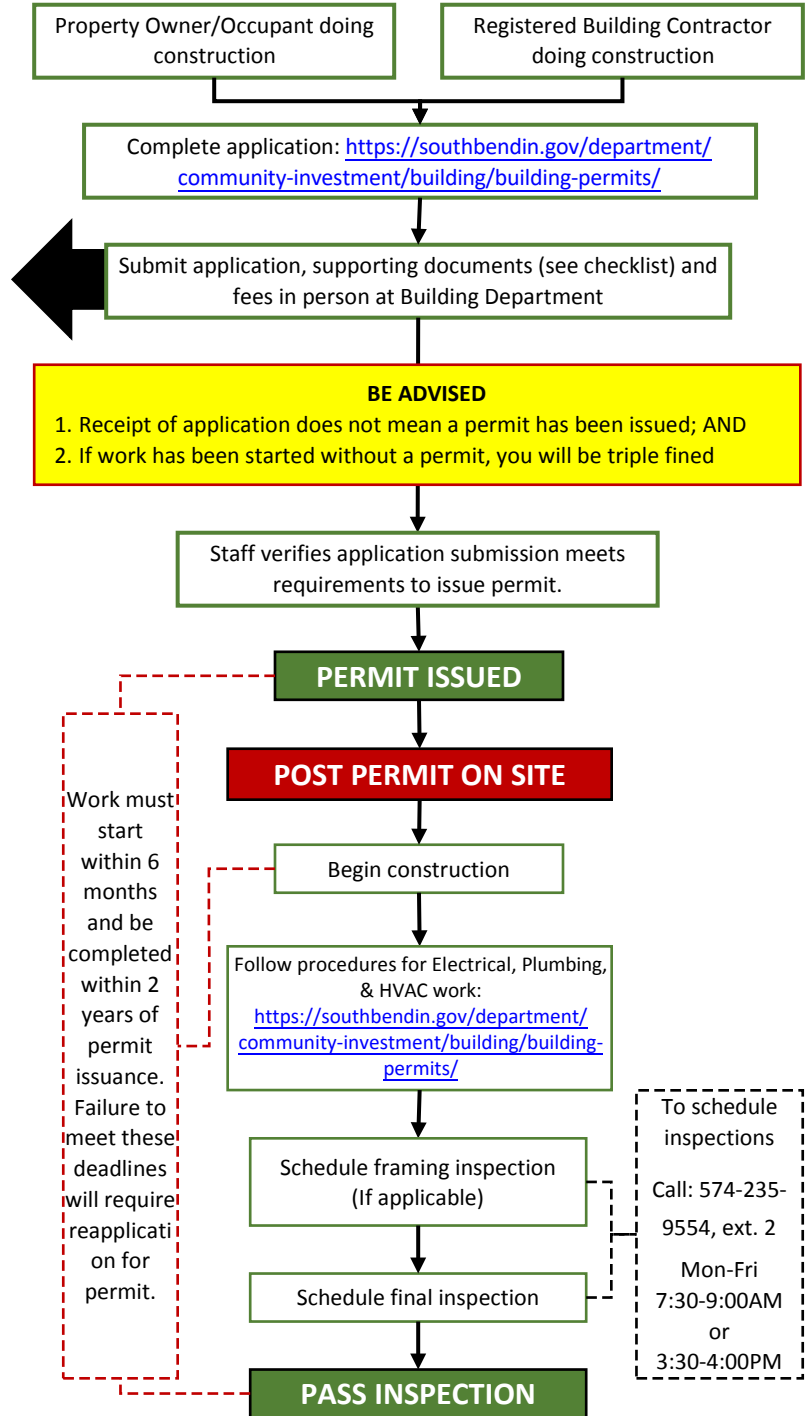 Property Owner/Occupant doing
construction
Registered Building Contractor
doing construction
Complete application: https://southbendin.gov/department/
community-investment/building/building-permits/
Submit application, supporting documents (see checklist) and
fees in person at Building Department
BE ADVISED
1. Receipt of application does not mean a permit has been issued; AND
2. If work has been started without a permit, you will be triple fined
Staff verifies application submission meets
requirements to issue permit.
PERMIT ISSUED
POST PERMIT ON SITE
Work must
start
within 6
months
and be
completed
within 2
years of
permit
issuance.
Failure to
meet these
deadlines
will require
reapplicati
on for
permit.
Begin construction
Follow procedures for Electrical, Plumbing,
& HVAC work:
https://southbendin.gov/department/
community-investment/building/building-
permits/
Schedule framing inspection
(If applicable)
Schedule final inspection
To schedule
inspections
Call: 574-235-
9554, ext. 2
Mon-Fri
7:30-9:00AM
or
3:30-4:00PM
PASS INSPECTION